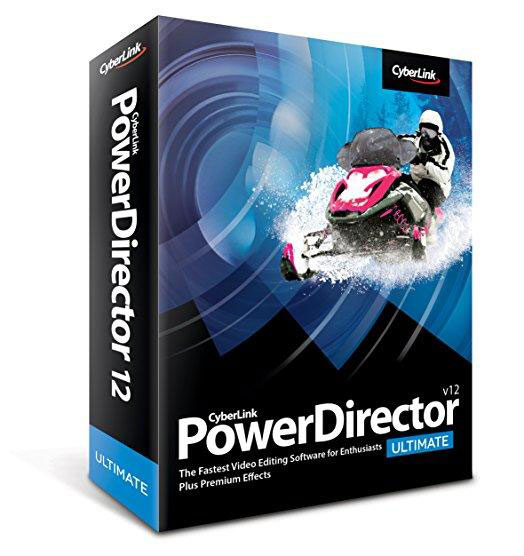 CyberLink
CyberLink
PowerDirector 12
ULTIMATE
CyberLink
CyberLink
PowerDirector
v12
The Fastest Video Editing Software for Enthusiasts
ULTIMATE
Plus Premium Effects